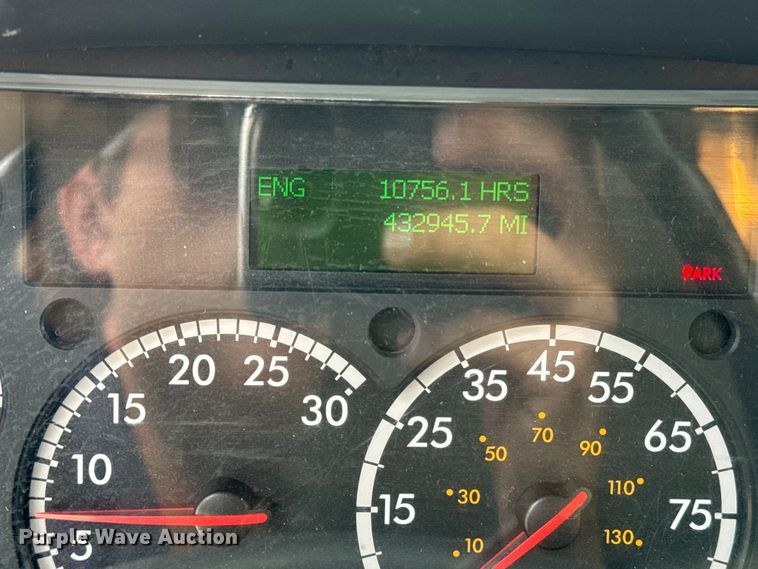 ENG 10756.1 HRS
432945.7 MI
PARK
5 10 15 20 25 30
15 25 35 45 55 65 75
10 30 50 70 90 110 130
Purple Wave Auction